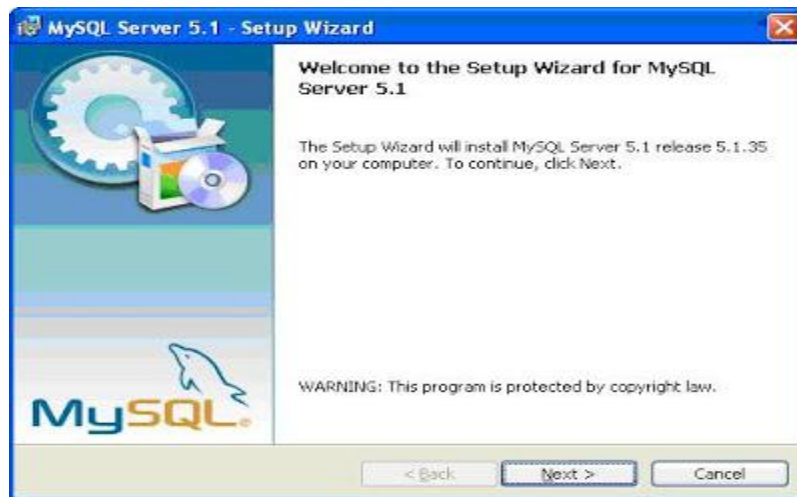 MySQL Server 5.1 - Setup Wizard
Welcome to the Setup Wizard for MySQL
Server 5.1
The Setup Wizard will install MySQL Server 5.1 release 5.1.35
on your computer. To continue, click Next.
WARNING: This program is protected by copyright law.
MySQL®
< Back
Next >
Cancel